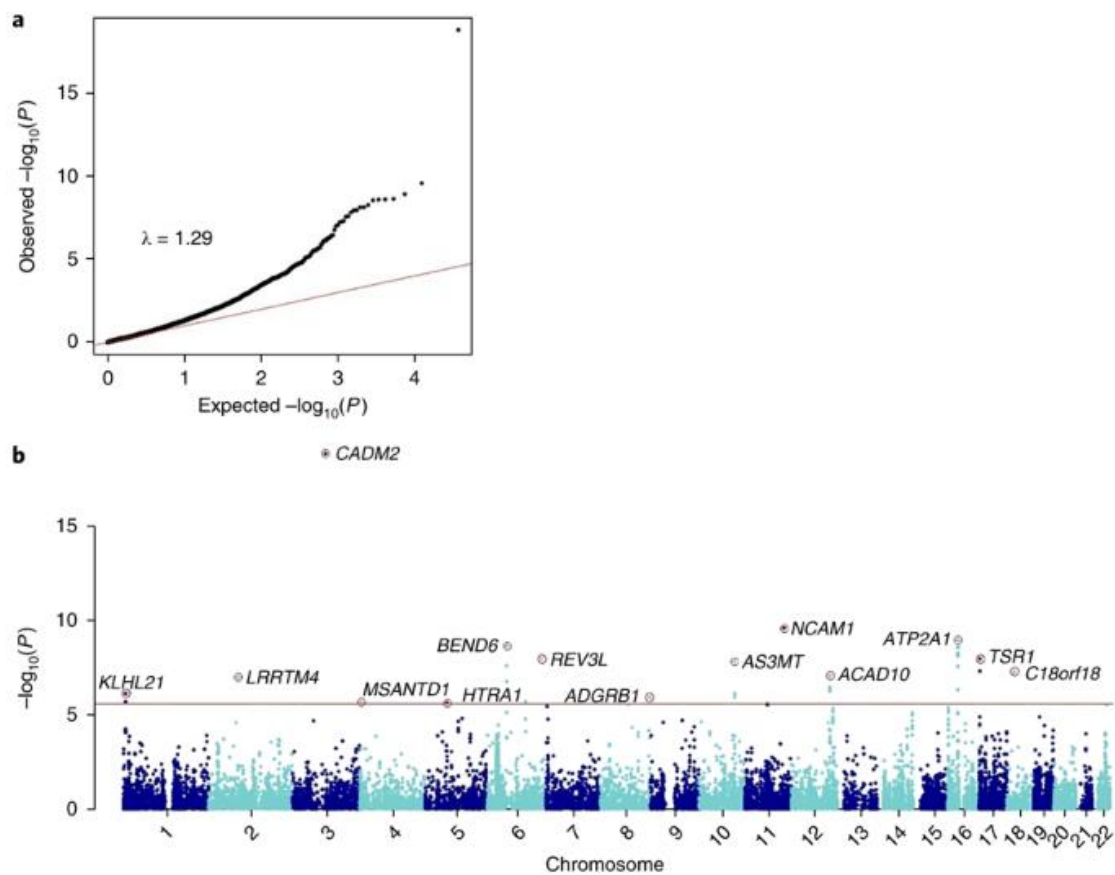 a
15
10
5
0
Observed –log10(P)
λ = 1.29
0 1 2 3 4
Expected –log10(P)
b
CADM2
15
10
5
0
–log10(P)
NCAM1
BEND6
ATP2A1
REV3L
AS3MT
TSR1
KLHL21
LRRTM4
ACAD10
C18orf18
MSANTD1
HTRA1
ADGRB1
1 2 3 4 5 6 7 8 9 10 11 12 13 14 15 16 17 18 19 20 21 22
Chromosome